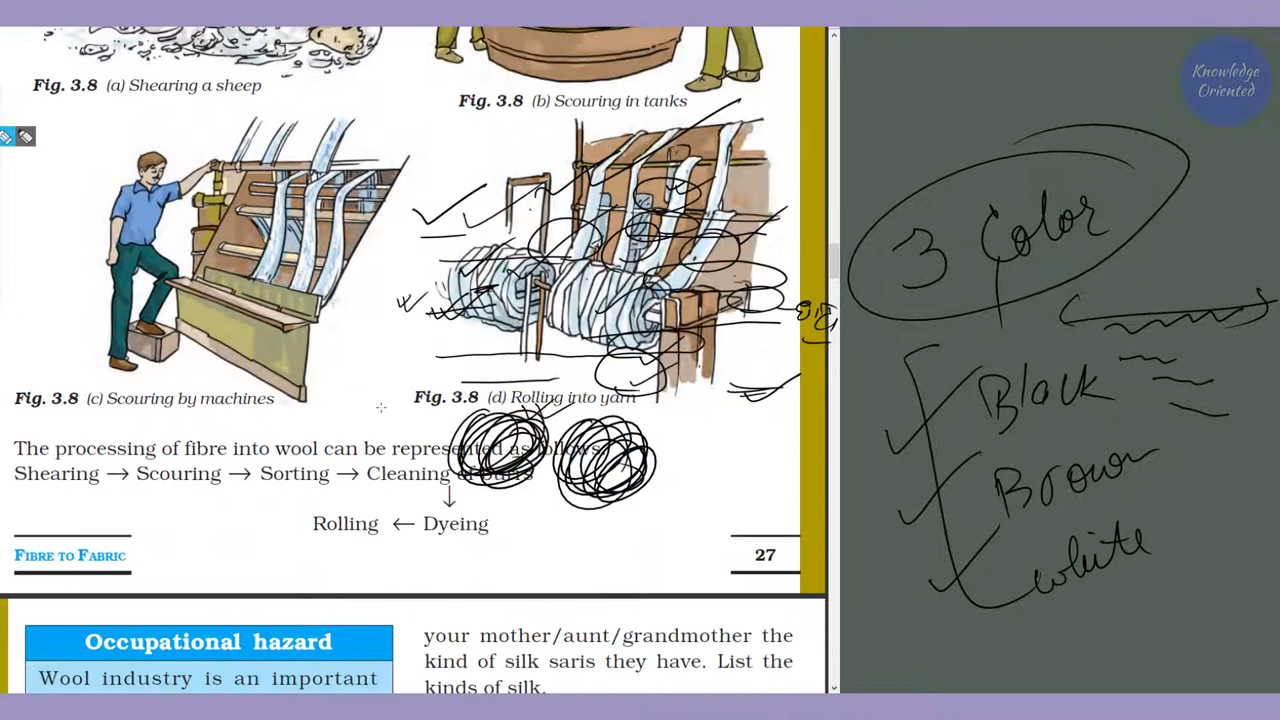 Knowledge
Oriented
Fig. 3.8 (a) Shearing a sheep
Fig. 3.8 (b) Scouring in tanks
Fig. 3.8 (c) Scouring by machines
Fig. 3.8 (d) Rolling into yarn
The processing of fibre into wool can be represented as follows:
Shearing → Scouring → Sorting → Cleaning of burrs
↓
Rolling ← Dyeing
FIBRE TO FABRIC
27
Occupational hazard
Wool industry is an important
your mother/aunt/grandmother the
kind of silk saris they have. List the
kinds of silk.
3 Color
Black
Brown
white